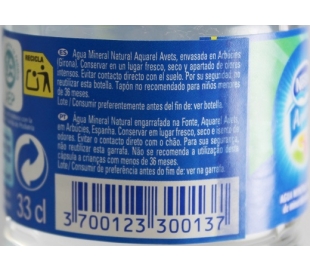 RECICLA
ES Agua Mineral Natural Aquarel Avets, envasada en Arbúcies
(Girona). Conservar en un lugar fresco, seco y apartado de olores
intensos. Evitar contacto directo con el suelo. Por su seguridad, no
reutilizar esta botella. Tapón no recomendado para niños menores
de 36 meses.
Lote / Consumir preferentemente antes del fin de: ver botella.
PT Agua Mineral Natural engarrafada na Fonte, Aquarel Avets
em Arbúcies, Espanha. Conservar em lugar fresco, seco e isento de
odores. Evitar o contacto directo com o chão. Para sua segurança, não
reutilizar esta garrafa. Não se recomenda a utilização desta
cápsula a crianças com menos de 36 meses.
Lote / Consumir de preferência antes do fim de: ver na garrafa.
33 cl
3 700123 300137